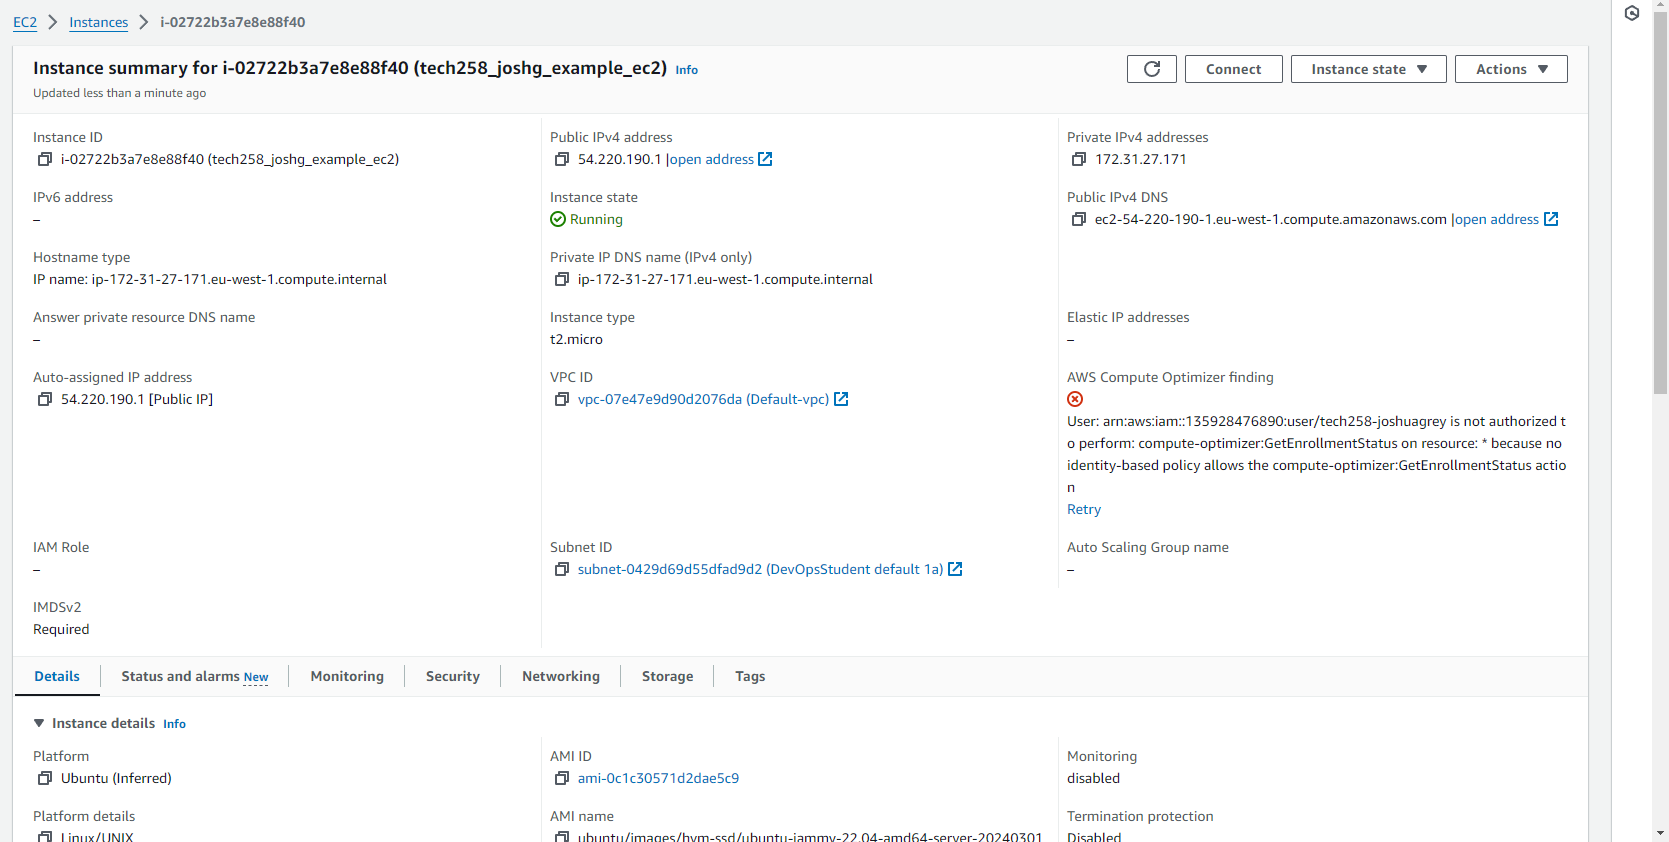 EC2 > Instances > i-02722b3a7e8e88f40
Instance summary for i-02722b3a7e8e88f40 (tech258_joshg_example_ec2) Info
Updated less than a minute ago
Connect
Instance state
Actions
Instance ID
i-02722b3a7e8e88f40 (tech258_joshg_example_ec2)
Public IPv4 address
54.220.190.1 |open address
Private IPv4 addresses
172.31.27.171
IPv6 address
–
Instance state
Running
Public IPv4 DNS
ec2-54-220-190-1.eu-west-1.compute.amazonaws.com |open address
Hostname type
IP name: ip-172-31-27-171.eu-west-1.compute.internal
Private IP DNS name (IPv4 only)
ip-172-31-27-171.eu-west-1.compute.internal
Answer private resource DNS name
–
Instance type
t2.micro
Elastic IP addresses
–
Auto-assigned IP address
54.220.190.1 [Public IP]
VPC ID
vpc-07e47e9d90d2076da (Default-vpc)
AWS Compute Optimizer finding
User: arn:aws:iam::135928476890:user/tech258-joshuagrey is not authorized t
o perform: compute-optimizer:GetEnrollmentStatus on resource: * because no
identity-based policy allows the compute-optimizer:GetEnrollmentStatus actio
n
Retry
IAM Role
–
Subnet ID
subnet-0429d69d55dfad9d2 (DevOpsStudent default 1a)
Auto Scaling Group name
–
IMDSv2
Required
Details
Status and alarms New
Monitoring
Security
Networking
Storage
Tags
Instance details Info
Platform
Ubuntu (Inferred)
AMI ID
ami-0c1c30571d2dae5c9
Monitoring
disabled
Platform details
Linux/UNIX
AMI name
ubuntu/images/hvm-ssd/ubuntu-jammy-22.04-amd64-server-20240301
Termination protection
Disabled